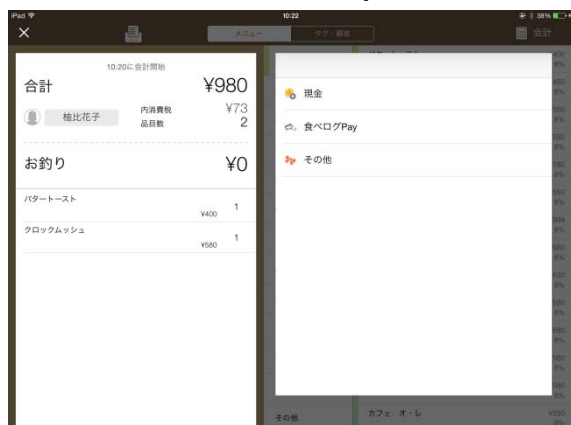 iPad
10:22
38%
メニュー
タグ・顧客
会計
10:20に会計開始
合計
¥980
柚比花子
内消費税
¥73
品目数
2
お釣り
¥0
バタートースト
¥400
1
クロックムッシュ
¥580
1
現金
食べログPay
その他
その他
カフェ オ・レ
¥550
8%